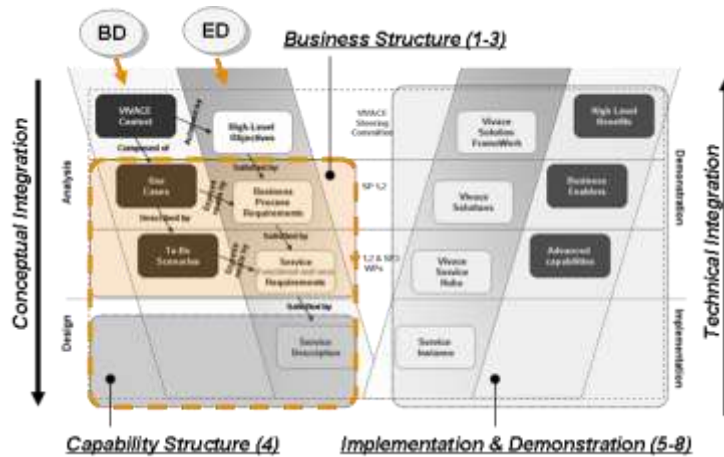 BD
ED
Business Structure (1-3)
VIVACE
Context
High Level
Objectives
VIVACE
Steering
Committee
Vivace
Solution
FrameWork
High Level
Benefits
Composed of
Satisfied by
Use
Cases
Business
Process
Requirements
SP 1,2
Vivace
Solutions
Business
Enablers
Described by
Satisfied by
To-Be
Scenarios
Service
Requirements
WPs
Vivace
Service
Hubs
Advanced
capabilities
Satisfied by
Service
Description
Service
Instance
Conceptual Integration
Analysis
Design
Demonstration
Implementation
Technical Integration
Capability Structure (4)
Implementation & Demonstration (5-8)